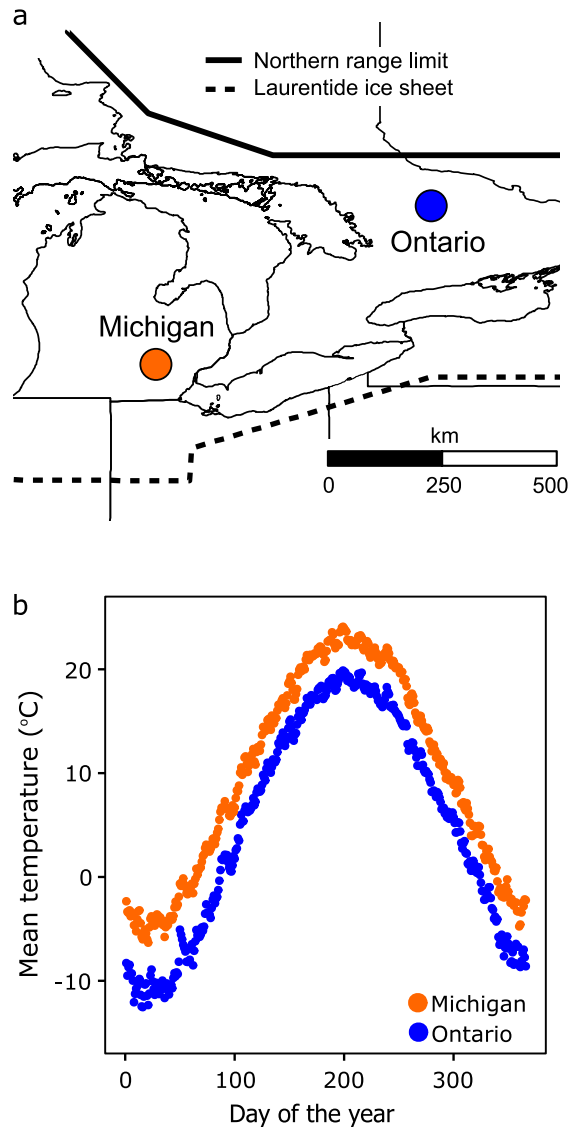 a
Northern range limit
Laurentide ice sheet
Ontario
Michigan
km
0 250 500
b
Mean temperature (°C)
20
10
0
-10
Michigan
Ontario
0 100 200 300
Day of the year